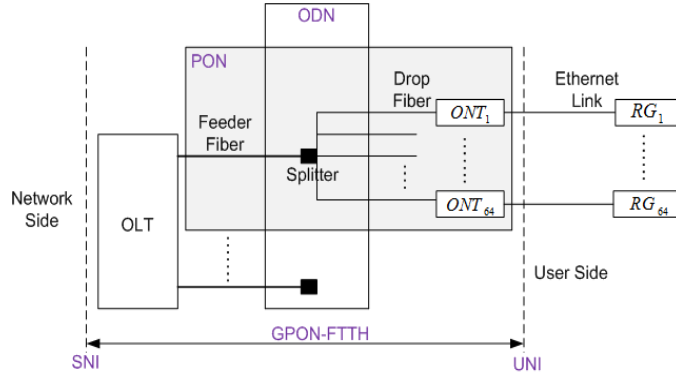 ODN
PON
Drop
Fiber
Ethernet
Link
Feeder
Fiber
ONT1
RG1
Splitter
Network
Side
OLT
ONT64
RG64
User Side
GPON-FTTH
SNI
UNI